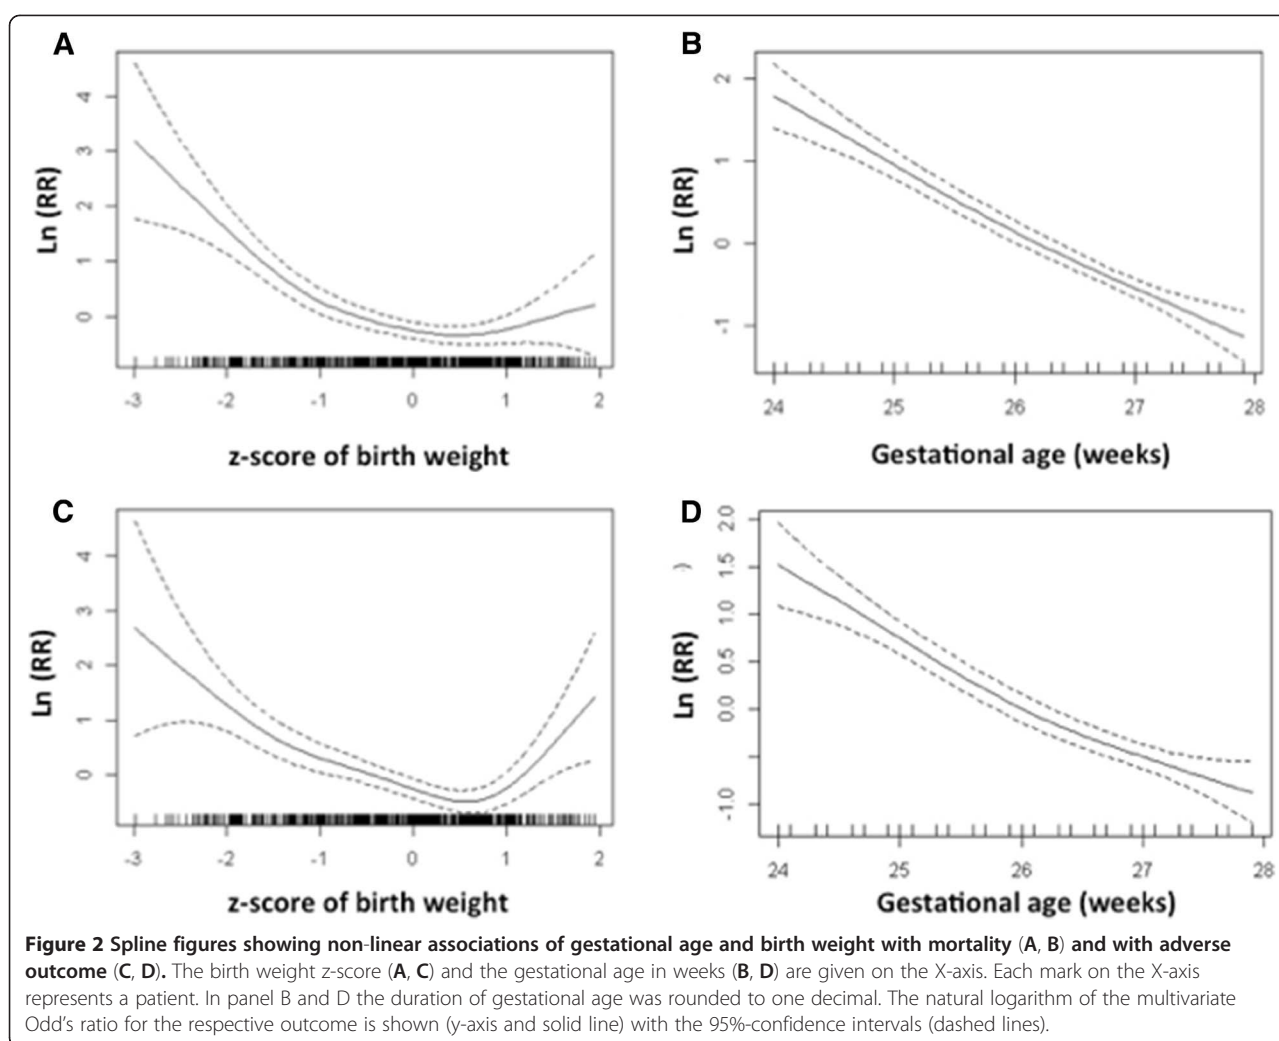 A
Ln (RR)
4
3
2
1
0
-3 -2 -1 0 1 2
z-score of birth weight
B
Ln (RR)
2
1
0
-1
24 25 26 27 28
Gestational age (weeks)
C
Ln (RR)
4
3
2
1
0
-3 -2 -1 0 1 2
z-score of birth weight
D
)
Ln (RR)
2.0
1.5
1.0
0.5
0.0
-1.0
24 25 26 27 28
Gestational age (weeks)
Figure 2 Spline figures showing non-linear associations of gestational age and birth weight with mortality (A, B) and with adverse
outcome (C, D). The birth weight z-score (A, C) and the gestational age in weeks (B, D) are given on the X-axis. Each mark on the X-axis
represents a patient. In panel B and D the duration of gestational age was rounded to one decimal. The natural logarithm of the multivariate
Odd's ratio for the respective outcome is shown (y-axis and solid line) with the 95%-confidence intervals (dashed lines).